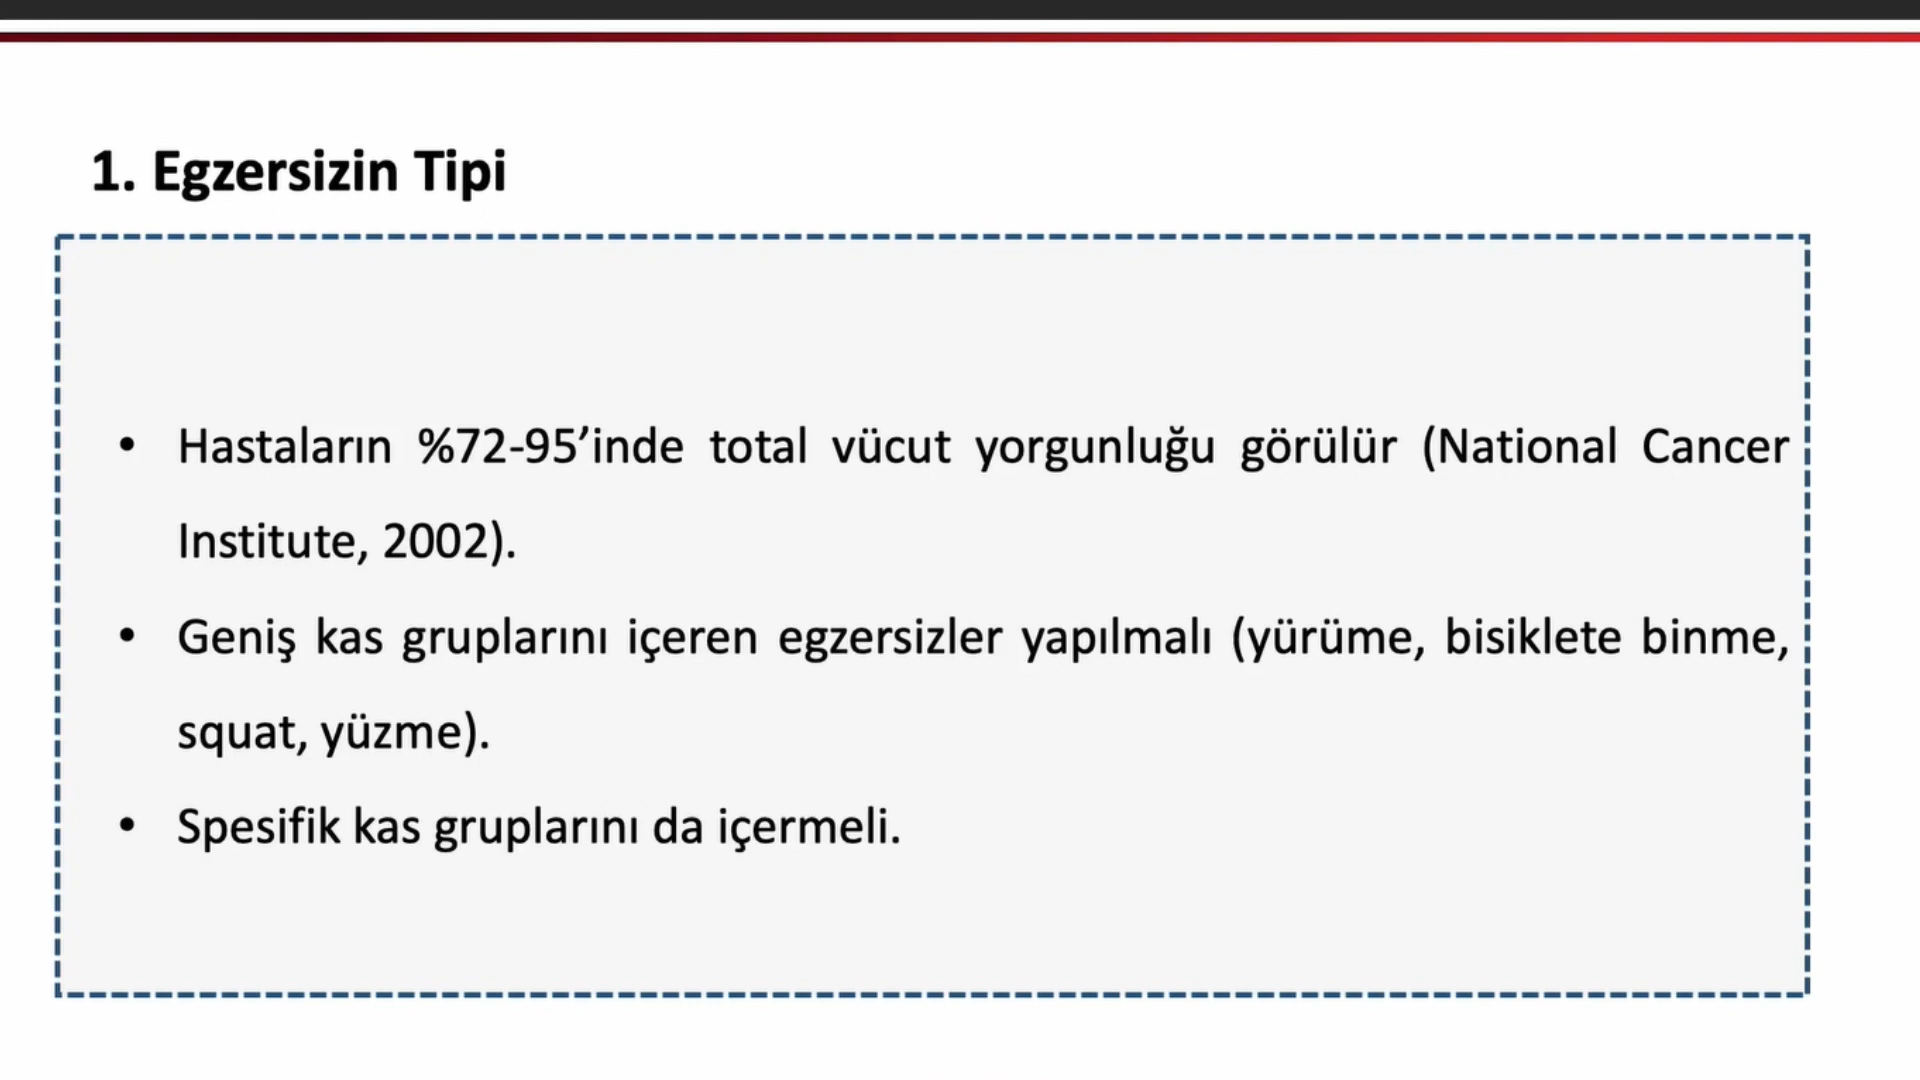 1. Egzersizin Tipi
• Hastaların %72-95’inde total vücut yorgunluğu görülür (National Cancer
Institute, 2002).
• Geniş kas gruplarını içeren egzersizler yapılmalı (yürüme, bisiklete binme,
squat, yüzme).
• Spesifik kas gruplarını da içermeli.